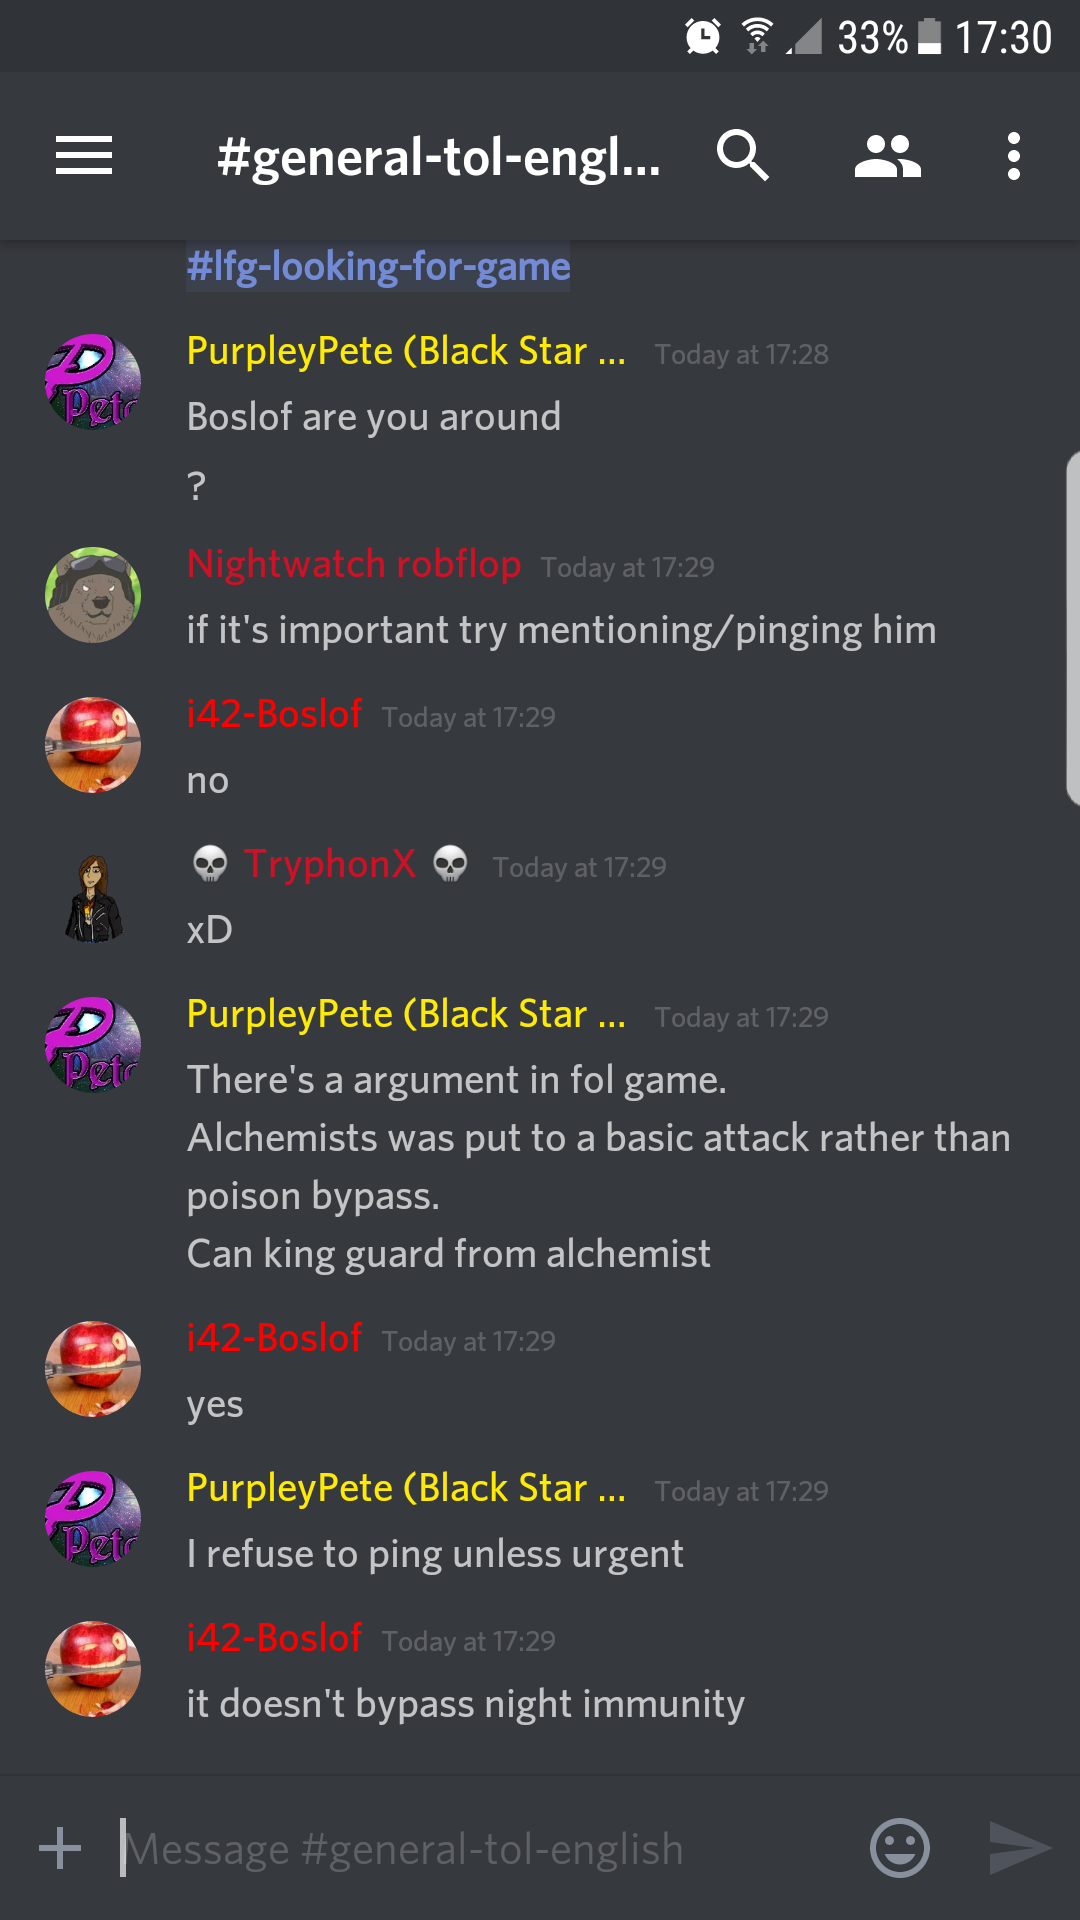 33% 17:30
#general-tol-engl...
#lfg-looking-for-game
PurpleyPete (Black Star ... Today at 17:28
Boslof are you around
?
Nightwatch robflop Today at 17:29
if it's important try mentioning/pinging him
i42-Boslof Today at 17:29
no
💀 TryphonX 💀 Today at 17:29
xD
PurpleyPete (Black Star ... Today at 17:29
There's a argument in fol game.
Alchemists was put to a basic attack rather than
poison bypass.
Can king guard from alchemist
i42-Boslof Today at 17:29
yes
PurpleyPete (Black Star ... Today at 17:29
I refuse to ping unless urgent
i42-Boslof Today at 17:29
it doesn't bypass night immunity
Message #general-tol-english